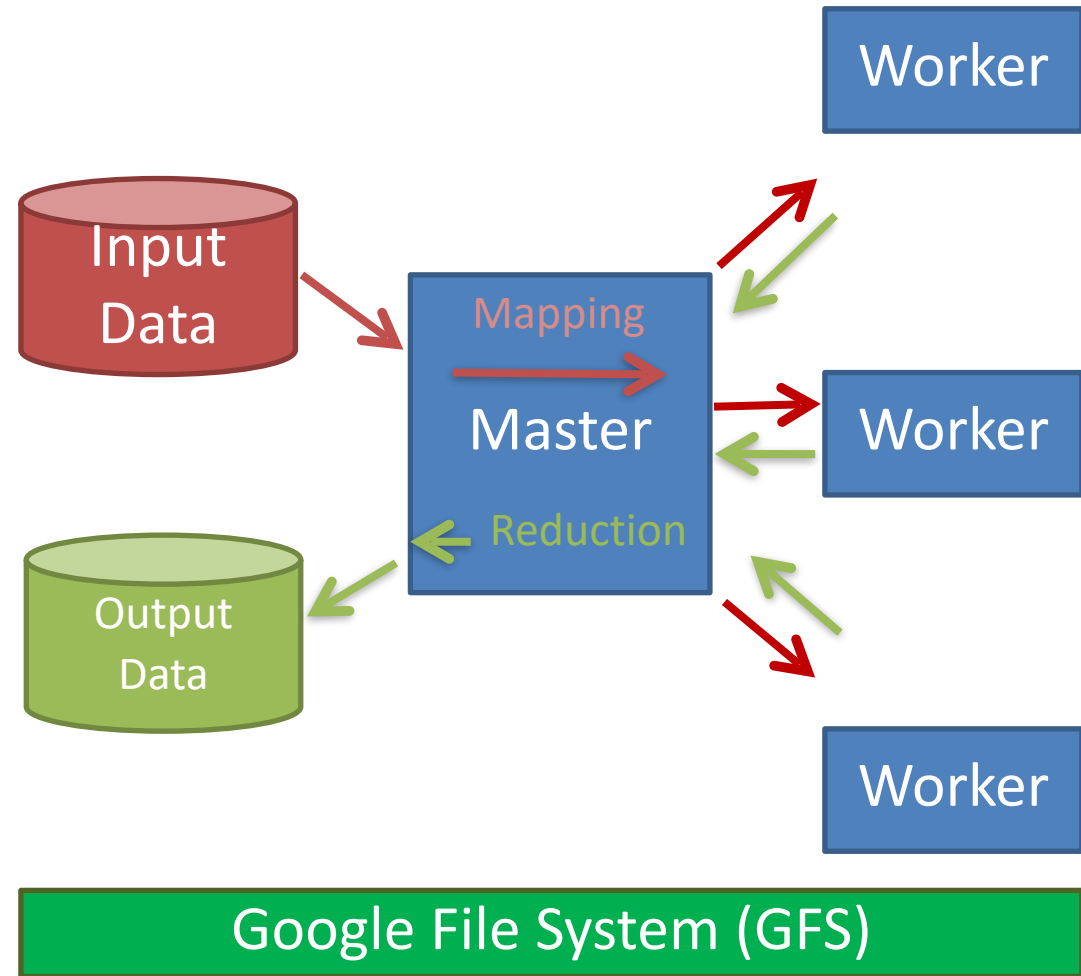 Worker
Input
Data
Mapping
Master
Worker
Reduction
Output
Data
Worker
Google File System (GFS)